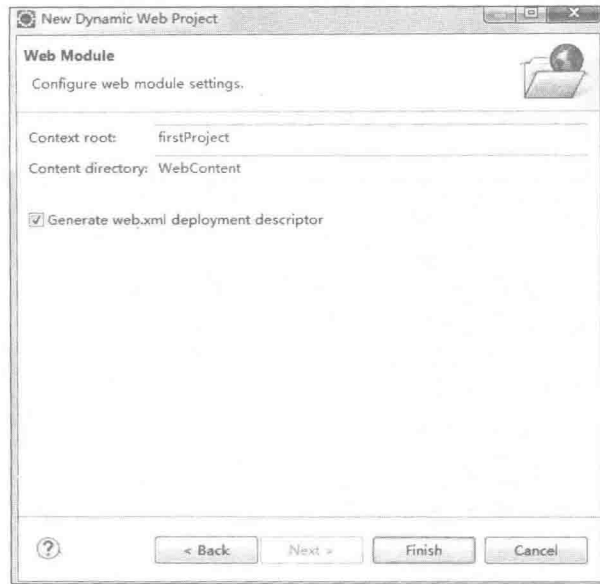 New Dynamic Web Project
Web Module
Configure web module settings.
Context root: firstProject
Content directory: WebContent
Generate web.xml deployment descriptor
?
< Back Next > Finish Cancel